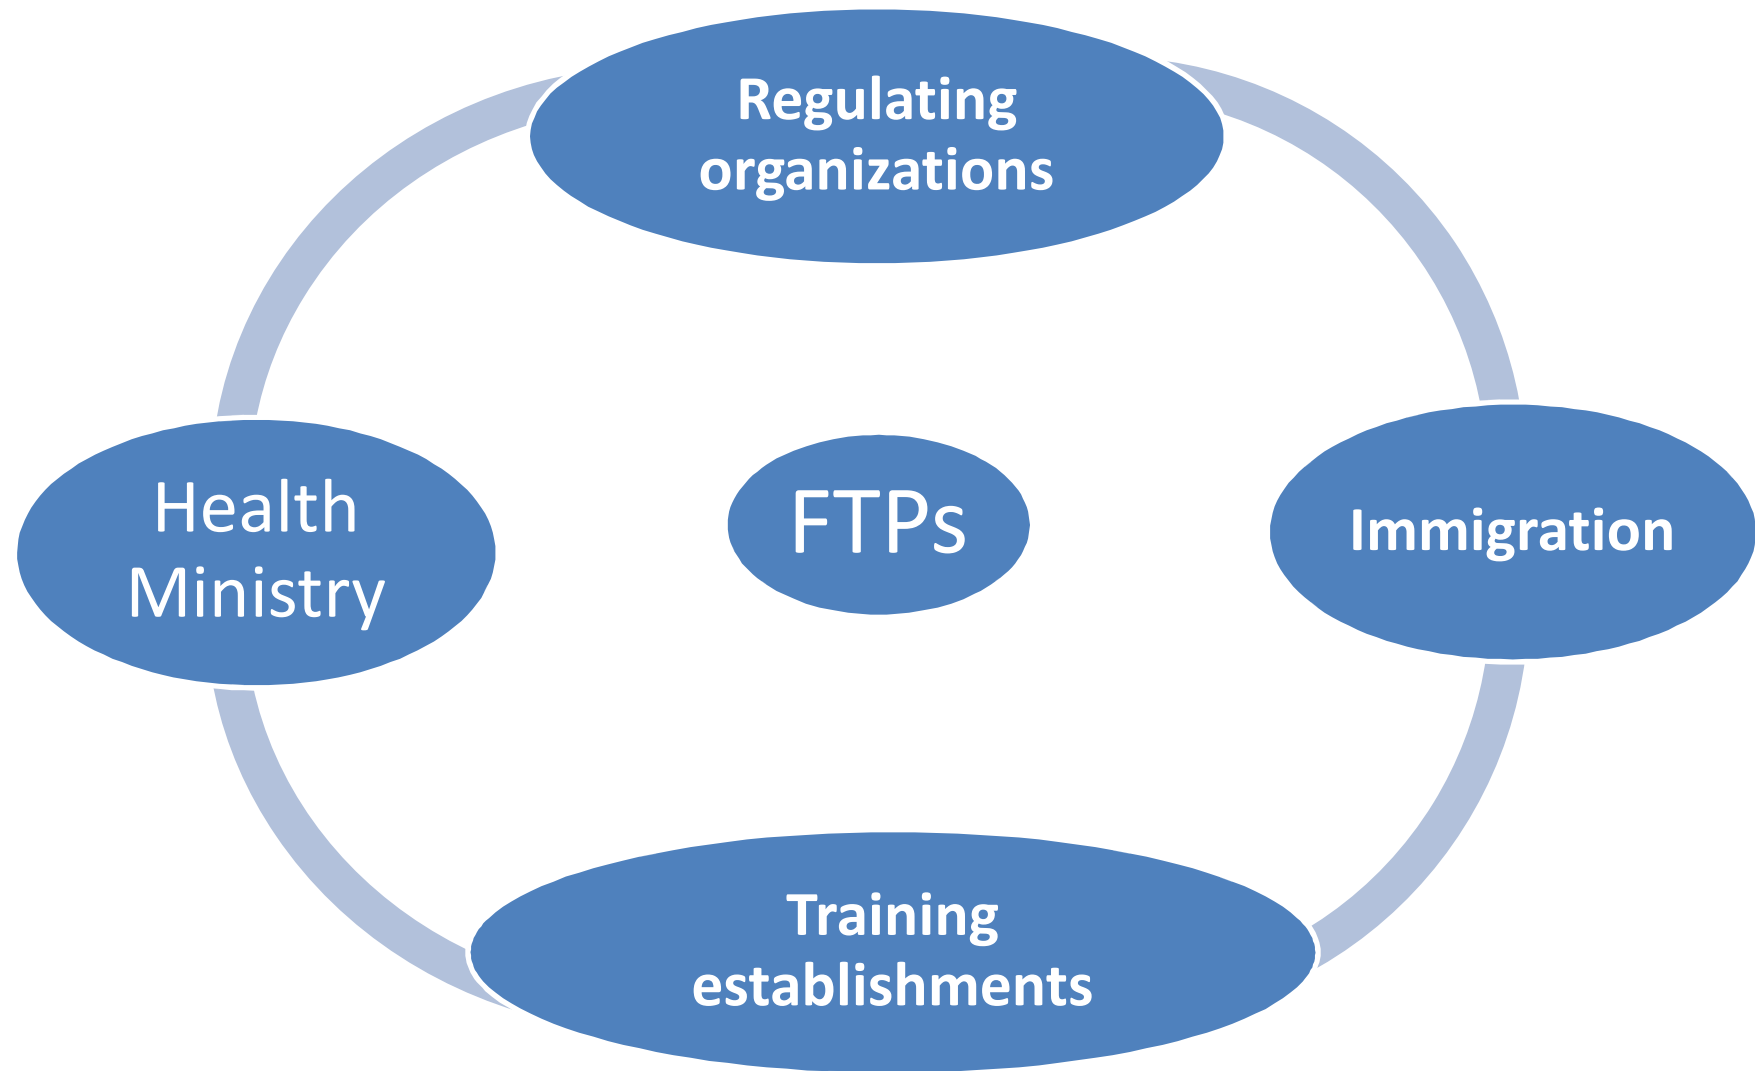 Regulating
organizations
Health
Ministry
FTPs
Immigration
Training
establishments